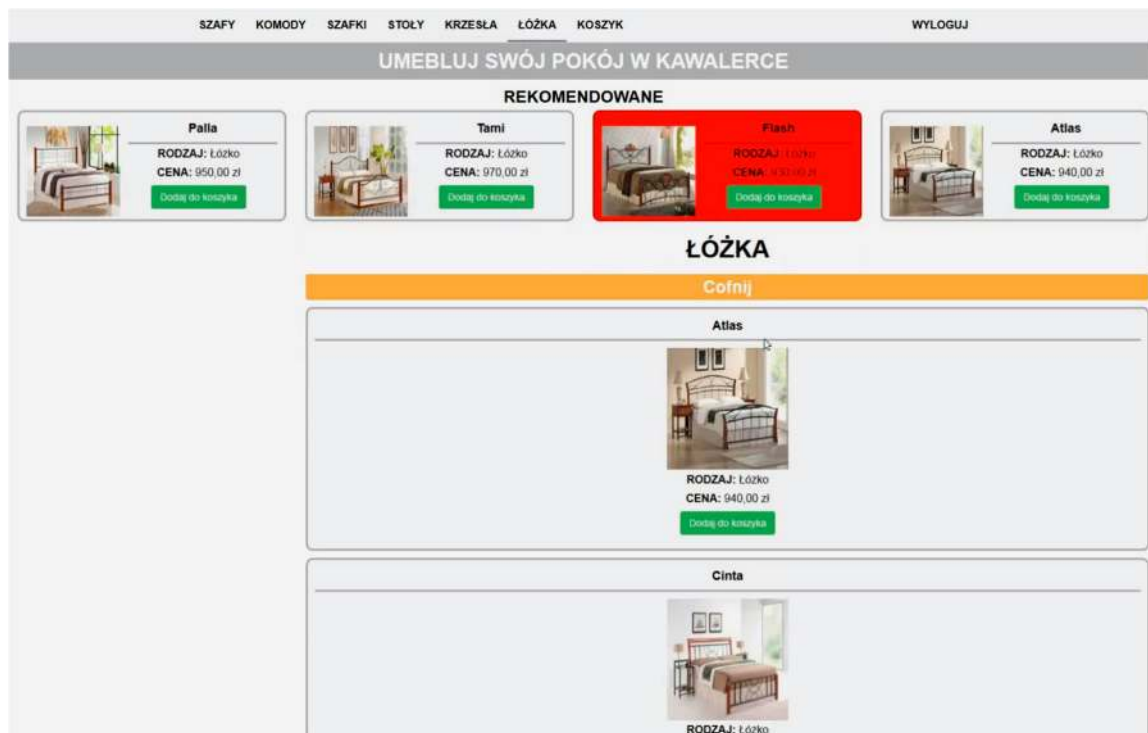 SZAFY KOMODY SZAFKI STOŁY KRZESŁA ŁÓŻKA KOSZYK WYLOGUJ
UMEBLUJ SWÓJ POKÓJ W KAWALERCE
REKOMENDOWANE
Palla
RODZAJ: Łóżko
CENA: 950,00 zł
Dodaj do koszyka
Tami
RODZAJ: Łóżko
CENA: 970,00 zł
Dodaj do koszyka
Flash
RODZAJ: Łóżko
CENA: zł
Dodaj do koszyka
Atlas
RODZAJ: Łóżko
CENA: 940,00 zł
Dodaj do koszyka
ŁÓŻKA
Cofnij
Atlas
RODZAJ: Łóżko
CENA: 940,00 zł
Dodaj do koszyka
Cinta
RODZAJ: Łóżko